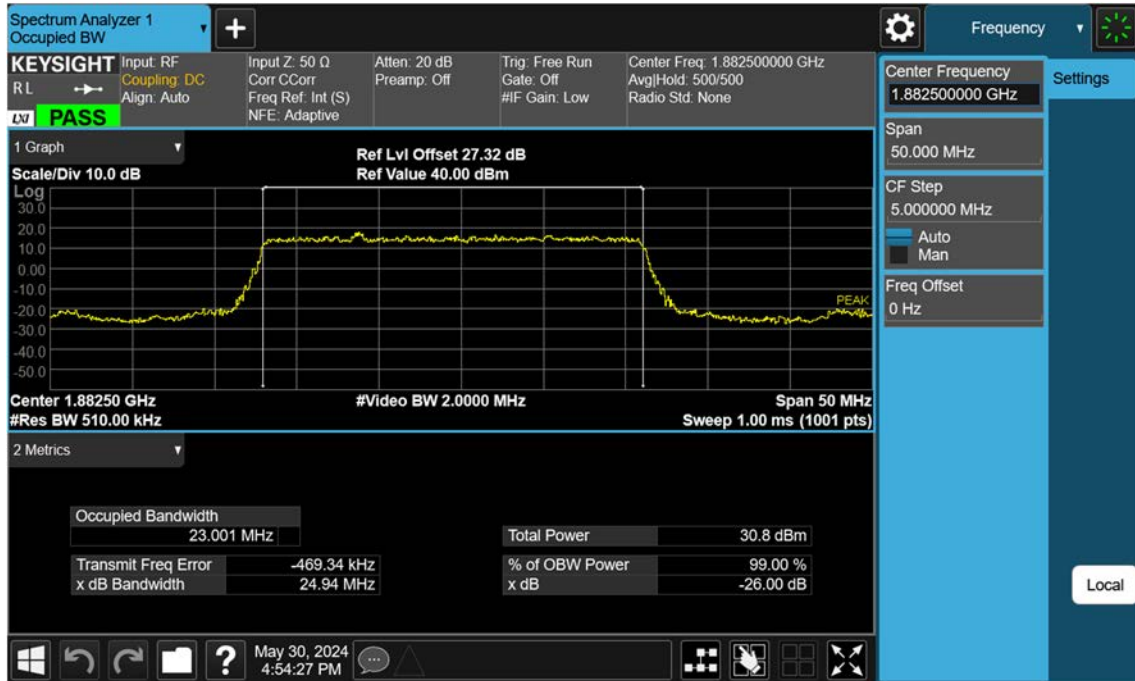 Spectrum Analyzer 1
Occupied BW
+
Frequency
KEYSIGHT
R L
LXI PASS
Input: RF
Coupling: DC
Align: Auto
Input Z: 50 Ω
Corr CCorr
Freq Ref: Int (S)
NFE: Adaptive
Atten: 20 dB
Preamp: Off
Trig: Free Run
Gate: Off
#IF Gain: Low
Center Freq: 1.882500000 GHz
Avg|Hold: 500/500
Radio Std: None
Center Frequency
1.882500000 GHz
Settings
Span
50.000 MHz
CF Step
5.000000 MHz
Auto
Man
Freq Offset
0 Hz
Local
1 Graph
Scale/Div 10.0 dB
Ref Lvl Offset 27.32 dB
Ref Value 40.00 dBm
Log
30.0
20.0
10.0
0.00
-10.0
-20.0
-30.0
-40.0
-50.0
PEAK
Center 1.88250 GHz
#Video BW 2.0000 MHz
Span 50 MHz
#Res BW 510.00 kHz
Sweep 1.00 ms (1001 pts)
2 Metrics
Occupied Bandwidth
23.001 MHz
Total Power 30.8 dBm
Transmit Freq Error -469.34 kHz
% of OBW Power 99.00 %
x dB Bandwidth 24.94 MHz
x dB -26.00 dB
?
May 30, 2024
4:54:27 PM